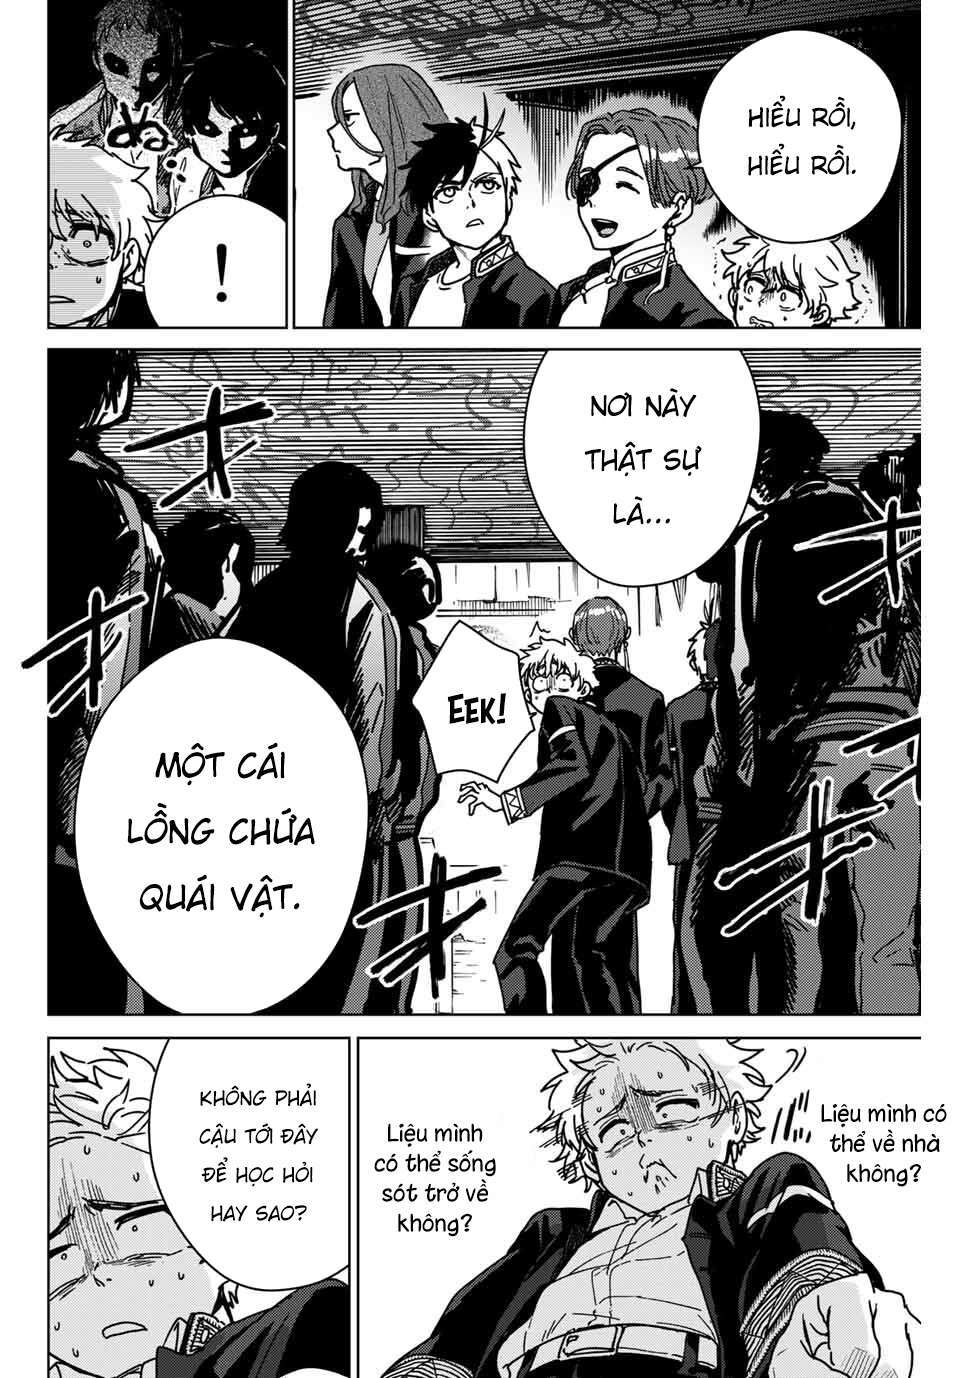 HIỂU RỒI,
HIỂU RỒI.
!
NƠI NÀY
THẬT SỰ
LÀ...
EEK!
MỘT CÁI
LỒNG CHỨA
QUÁI VẬT.
Liệu mình có
thể về nhà
không?
Liệu mình
có thể sống
sót trở về
không?
KHÔNG PHẢI
CẬU TỚI ĐÂY
ĐỂ HỌC HỎI
HAY SAO?